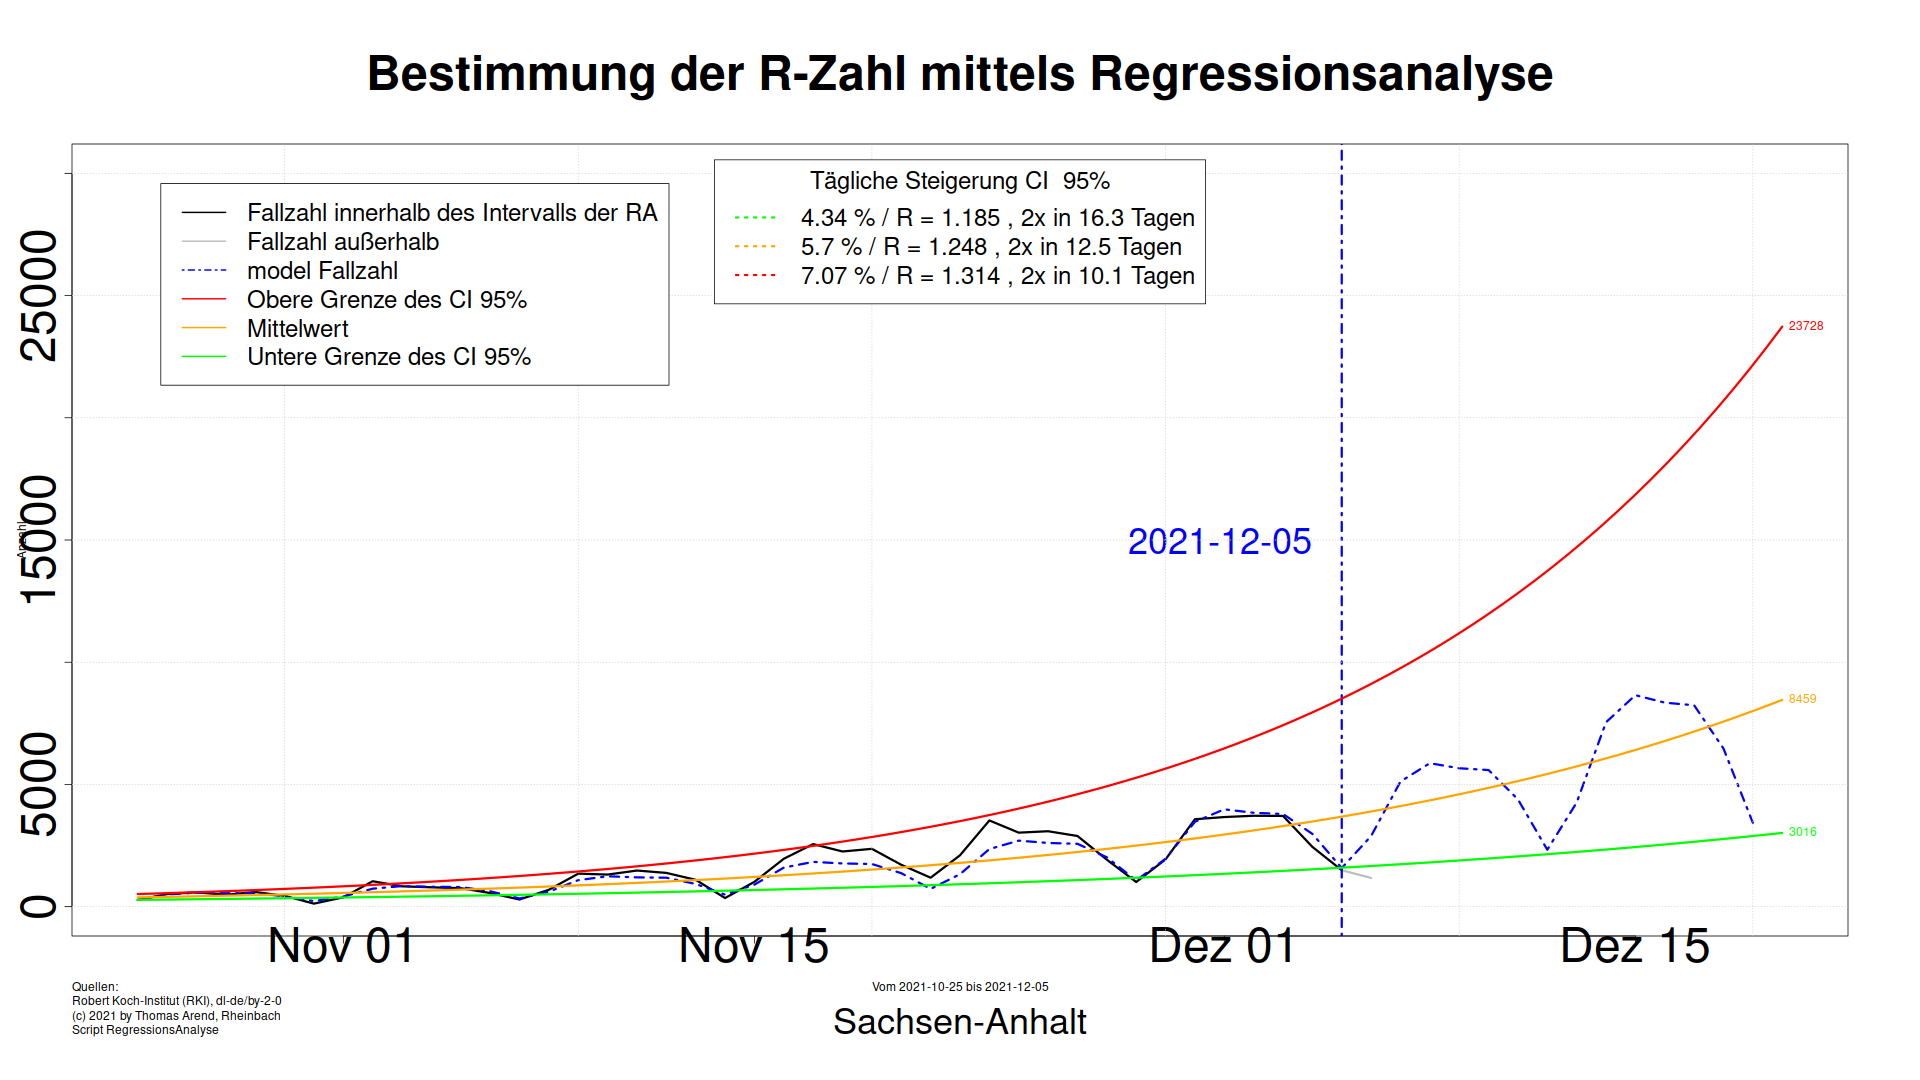 Bestimmung der R-Zahl mittels Regressionsanalyse
Fallzahl innerhalb des Intervalls der RA
Fallzahl außerhalb
model Fallzahl
Obere Grenze des CI 95%
Mittelwert
Untere Grenze des CI 95%
Tägliche Steigerung CI  95%
4.34 % / R = 1.185 , 2x in 16.3 Tagen
5.7 % / R = 1.248 , 2x in 12.5 Tagen
7.07 % / R = 1.314 , 2x in 10.1 Tagen
25000
15000
5000
0
Anzahl
2021-12-05
23728
8459
3016
Nov 01
Nov 15
Dez 01
Dez 15
Quellen:
Robert Koch-Institut (RKI), dl-de/by-2-0
(c) 2021 by Thomas Arend, Rheinbach
Script RegressionsAnalyse
Vom 2021-10-25 bis 2021-12-05
Sachsen-Anhalt